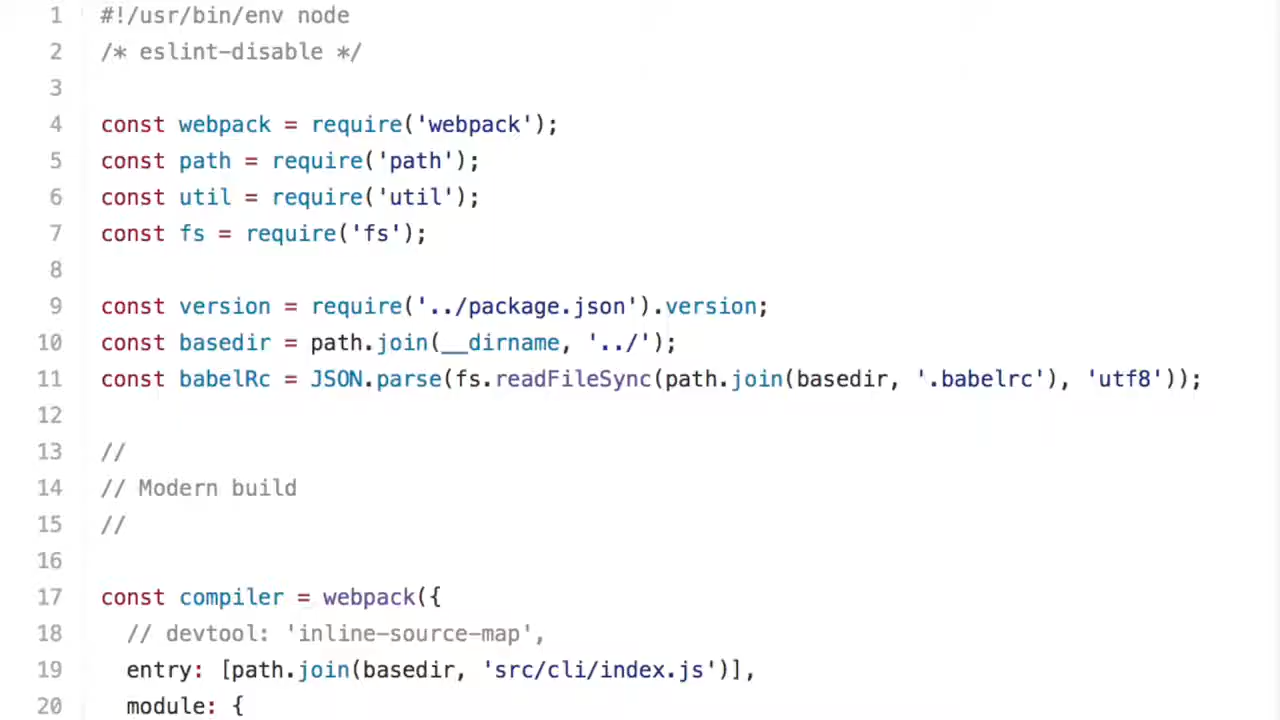 1 #!/usr/bin/env node
2 /* eslint-disable */
3
4 const webpack = require('webpack');
5 const path = require('path');
6 const util = require('util');
7 const fs = require('fs');
8
9 const version = require('../package.json').version;
10 const basedir = path.join(__dirname, '../');
11 const babelRc = JSON.parse(fs.readFileSync(path.join(basedir, '.babelrc'), 'utf8'));
12
13 //
14 // Modern build
15 //
16
17 const compiler = webpack({
18   // devtool: 'inline-source-map',
19   entry: [path.join(basedir, 'src/cli/index.js')],
20   module: {